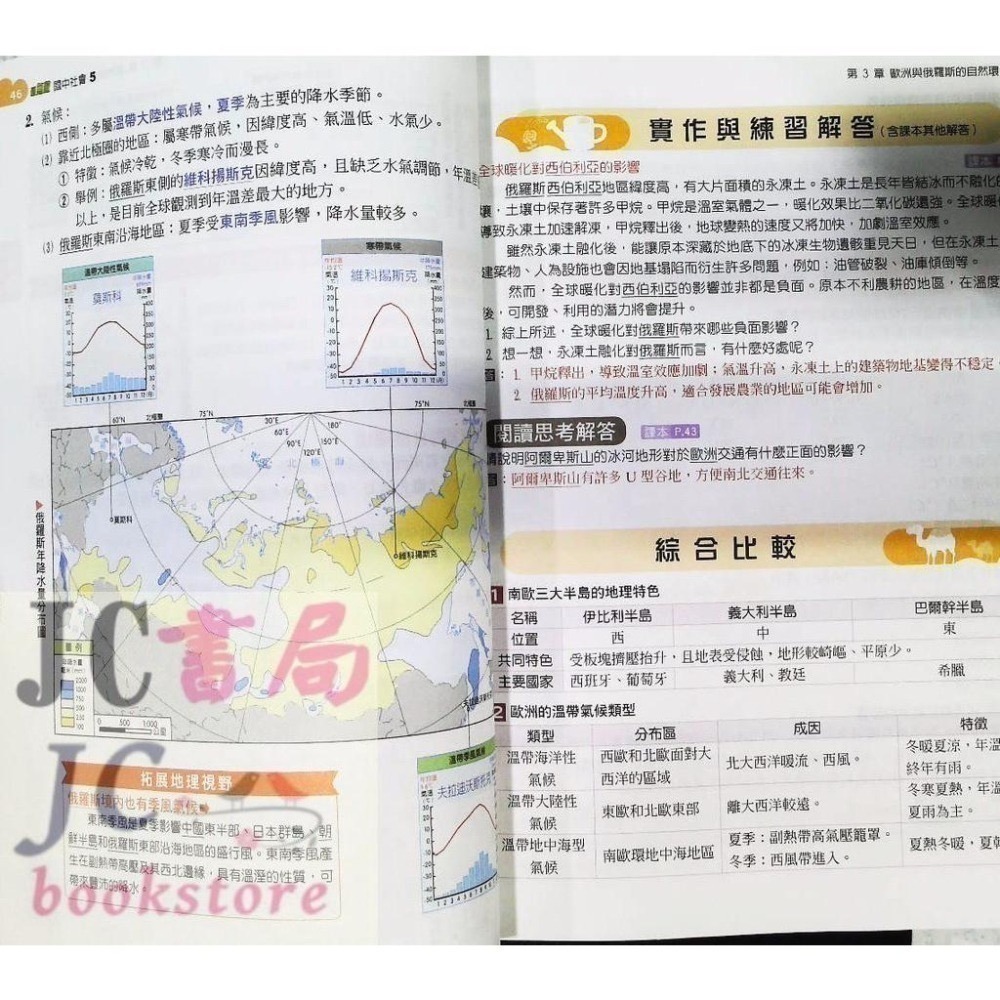 46 國中社會 5
2. 氣候：
(1) 西側：多屬溫帶大陸性氣候，夏季為主要的降水季節。
(2) 靠近北極圈的地區：屬寒帶氣候，因緯度高、氣溫低、水氣少。
① 特徵：氣候冷乾，冬季寒冷而漫長。
② 舉例：俄羅斯東側的維科揚斯克因緯度高，且缺乏水氣調節，年溫差
以上，是目前全球觀測到年溫差最大的地方。
(3) 俄羅斯東南沿海地區：夏季受東南季風影響，降水量較多。
溫帶大陸性氣候
莫斯科
寒帶氣候
維科揚斯克
60°N
75°N
30°E
60°E
90°E
120°E
150°E
180°
75°N
北極圈
北極海
莫斯科
維科揚斯克
俄羅斯年降水量分布圖
圖例
0 500 1,000
公里
JC書局
JC
bookstore
拓展地理視野
俄羅斯境內也有季風氣候
東南季風是夏季影響中國東半部、日本群島、朝
鮮半島和俄羅斯東部沿海地區的盛行風。東南季風產
生在副熱帶高壓及其西北邊緣，具有溫溼的性質，可
帶來豐沛的降水。
溫帶季風氣候
夫拉迪沃斯托克
第 3 章 歐洲與俄羅斯的自然環
實作與練習解答(含課本其他解答)
全球暖化對西伯利亞的影響
俄羅斯西伯利亞地區緯度高，有大片面積的永凍土。永凍土是長年皆結冰而不融化的
壤，土壤中保存著許多甲烷。甲烷是溫室氣體之一，暖化效果比二氧化碳還強。全球暖
導致永凍土加速解凍，甲烷釋出後，地球變熱的速度又將加快，加劇溫室效應。
雖然永凍土融化後，能讓原本深藏於地底下的冰凍生物遺骸重見天日，但在永凍土
建築物、人為設施也會因地基塌陷而衍生許多問題，例如：油管破裂、油庫傾倒等。
然而，全球暖化對西伯利亞的影響並非都是負面。原本不利農耕的地區，在溫度
後，可開發、利用的潛力將會提升。
1. 綜上所述，全球暖化對俄羅斯帶來哪些負面影響？
2. 想一想，永凍土融化對俄羅斯而言，有什麼好處呢？
：1. 甲烷釋出，導致溫室效應加劇；氣溫升高，永凍土上的建築物地基變得不穩定。
2. 俄羅斯的平均溫度升高，適合發展農業的地區可能會增加。
閱讀思考解答 課本 P.43
說明阿爾卑斯山的冰河地形對於歐洲交通有什麼正面的影響？
：阿爾卑斯山有許多 U 型谷地，方便南北交通往來。
綜合比較
1 南歐三大半島的地理特色
名稱 伊比利半島 義大利半島 巴爾幹半島
位置 西 中 東
共同特色 受板塊擠壓抬升，且地表受侵蝕，地形較崎嶇、平原少。
主要國家 西班牙、葡萄牙 義大利、教廷 希臘
2 歐洲的溫帶氣候類型
類型 分布區 成因 特徵
溫帶海洋性氣候 西歐和北歐面對大西洋的區域 北大西洋暖流、西風。 冬暖夏涼，年溫
終年有雨。
溫帶大陸性氣候 東歐和北歐東部 離大西洋較遠。 冬寒夏熱，年溫
夏雨為主。
溫帶地中海型氣候 南歐環地中海地區 夏季：副熱帶高氣壓籠罩。
冬季：西風帶進入。 夏熱冬暖，夏